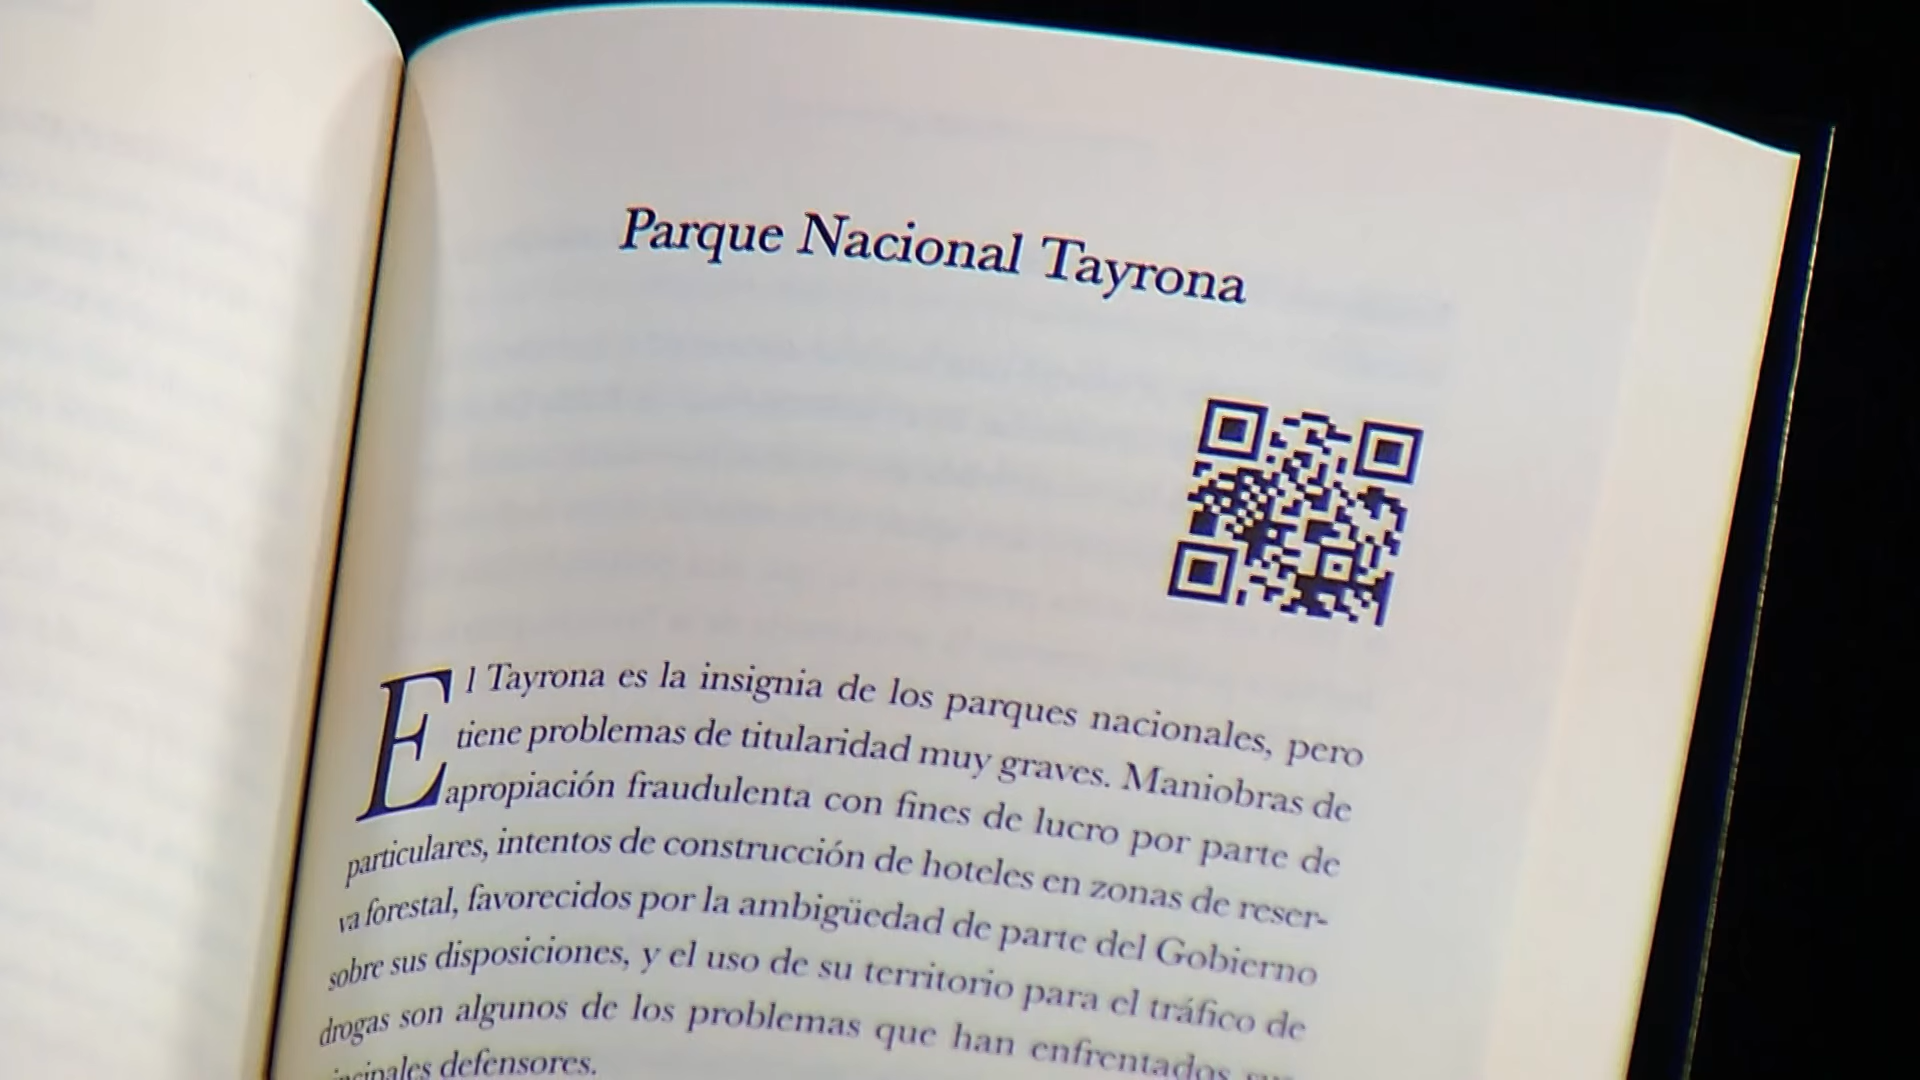 Parque Nacional Tayrona
El Tayrona es la insignia de los parques nacionales, pero
tiene problemas de titularidad muy graves. Maniobras de
apropiación fraudulenta con fines de lucro por parte de
particulares, intentos de construcción de hoteles en zonas de reser-
va forestal, favorecidos por la ambigüedad de parte del Gobierno
sobre sus disposiciones, y el uso de su territorio para el tráfico de
drogas son algunos de los problemas que han enfrentados
defensores.